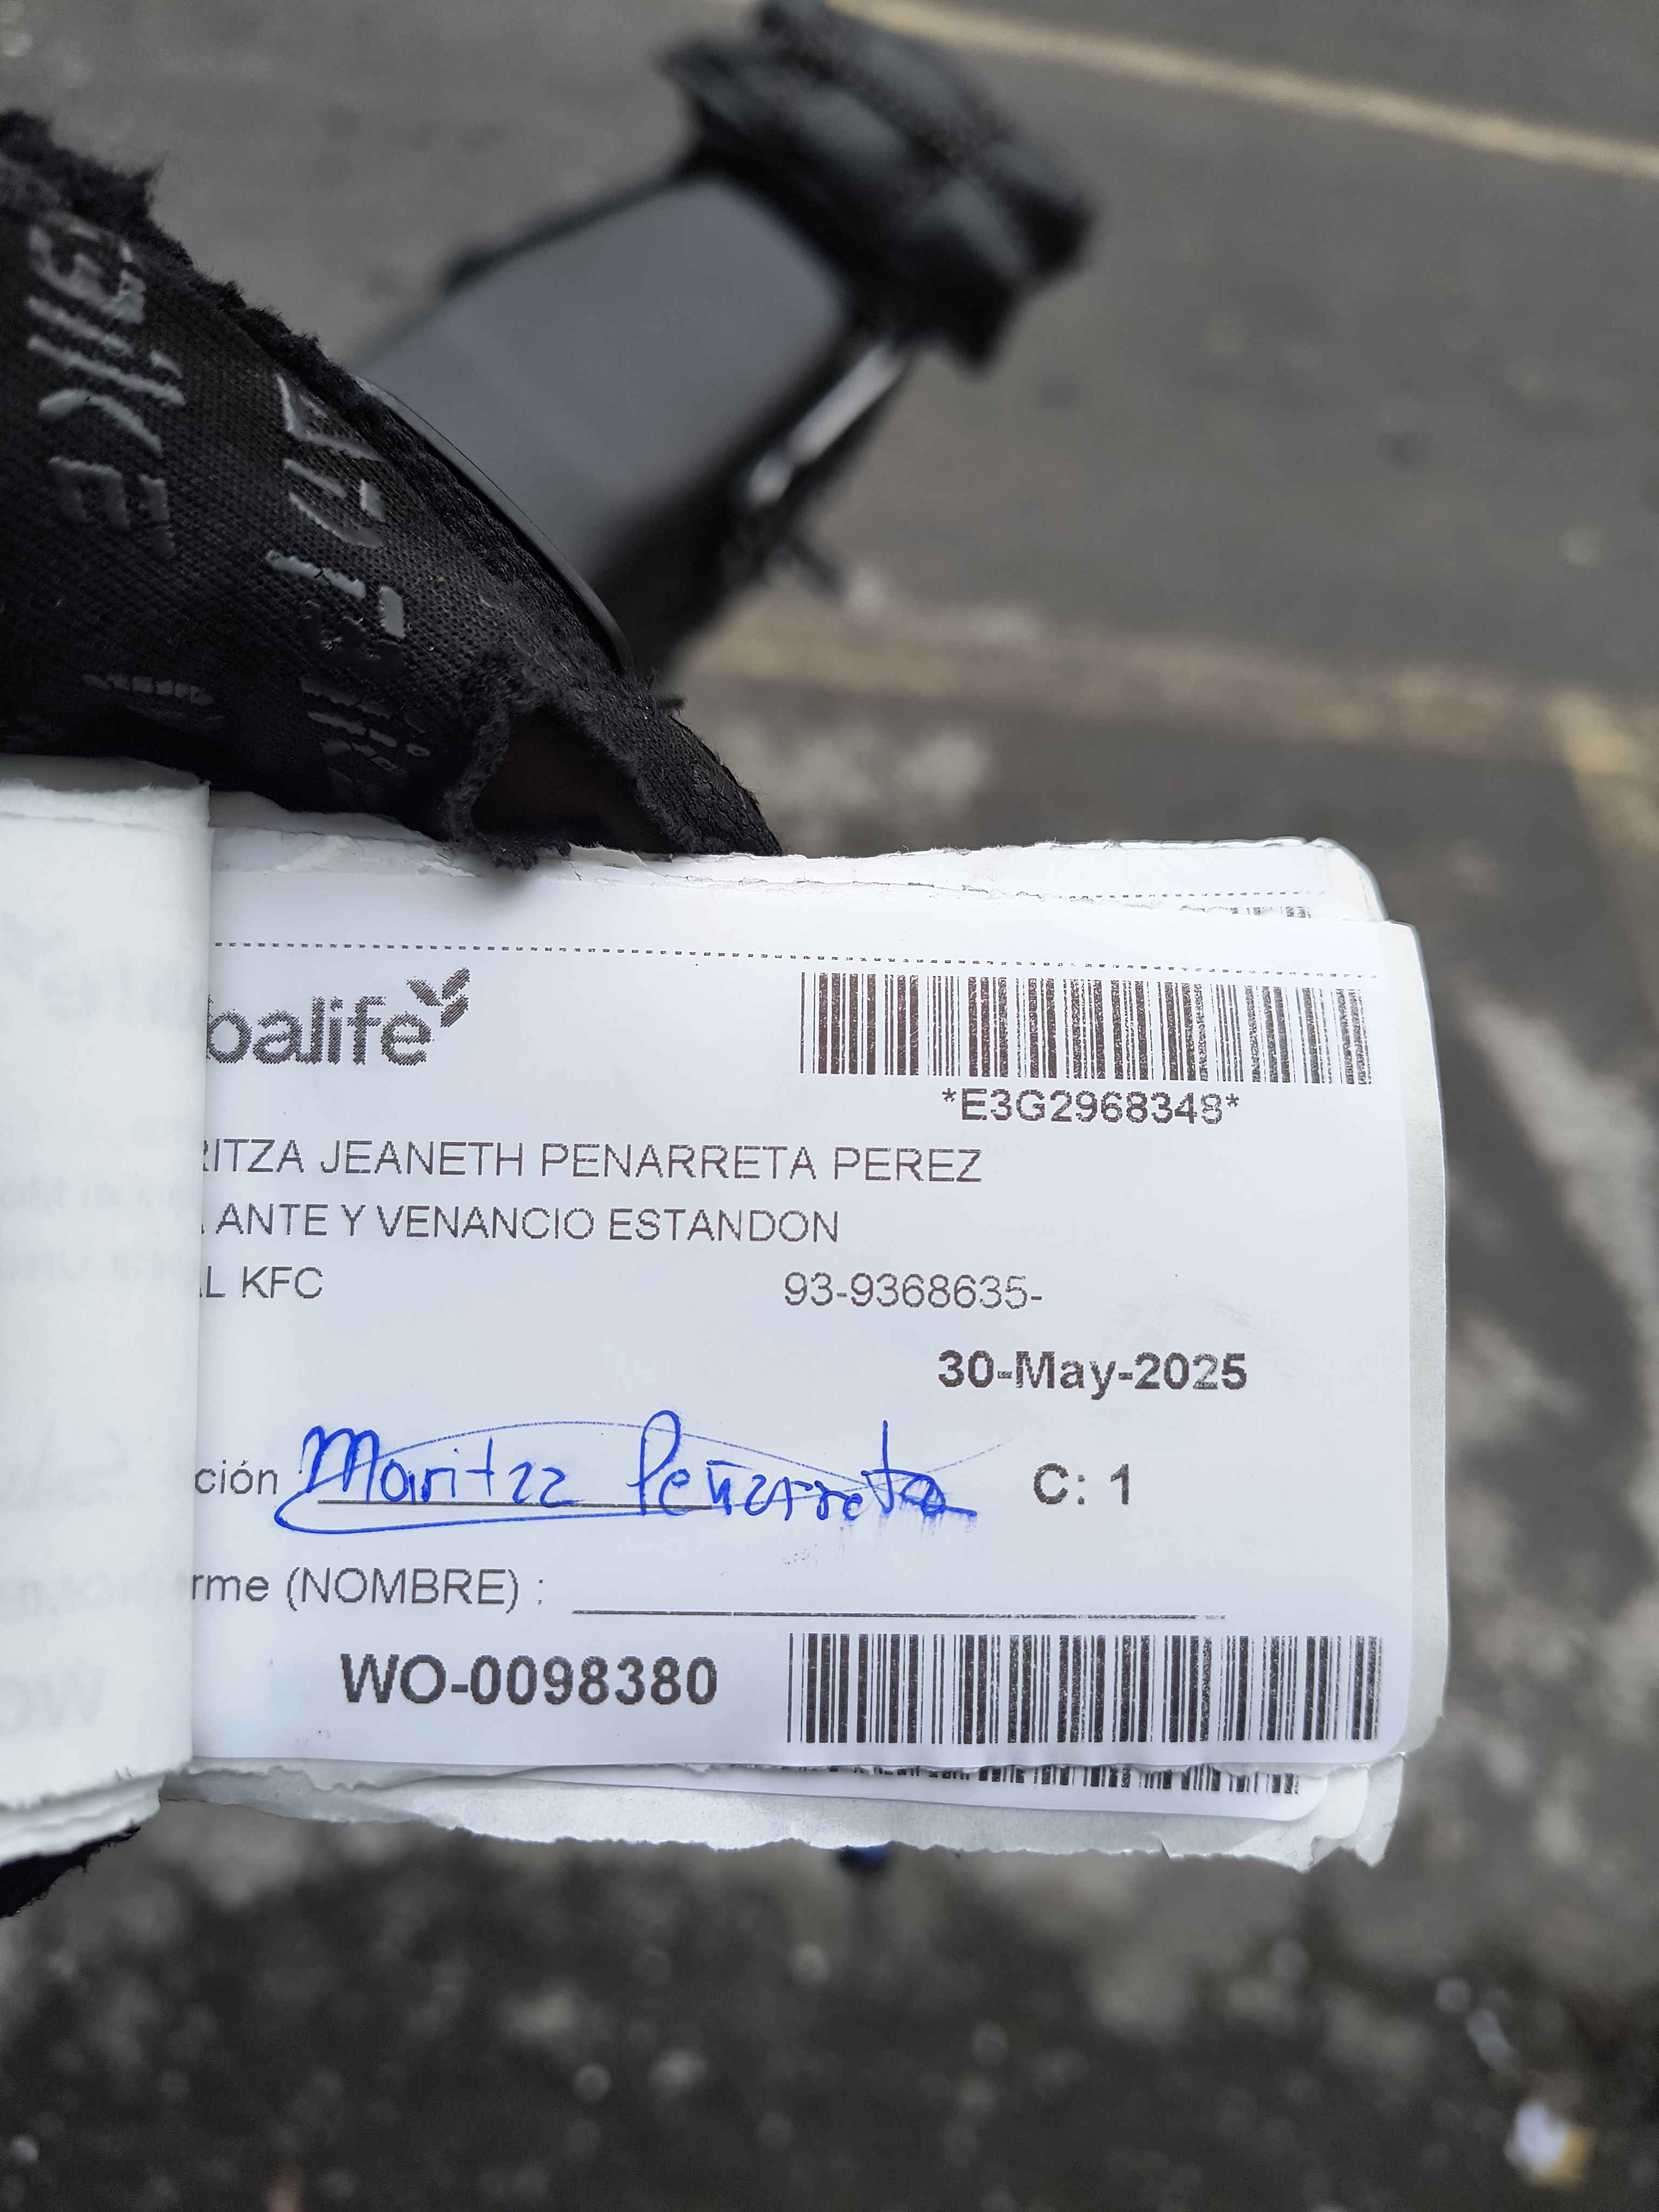 balife
*E3G2968348*
RITZA JEANETH PENARRETA PEREZ
. ANTE Y VENANCIO ESTANDON
AL KFC 93-9368635-
30-May-2025
ción Maritza Peñarreta C: 1
rme (NOMBRE) :
WO-0098380